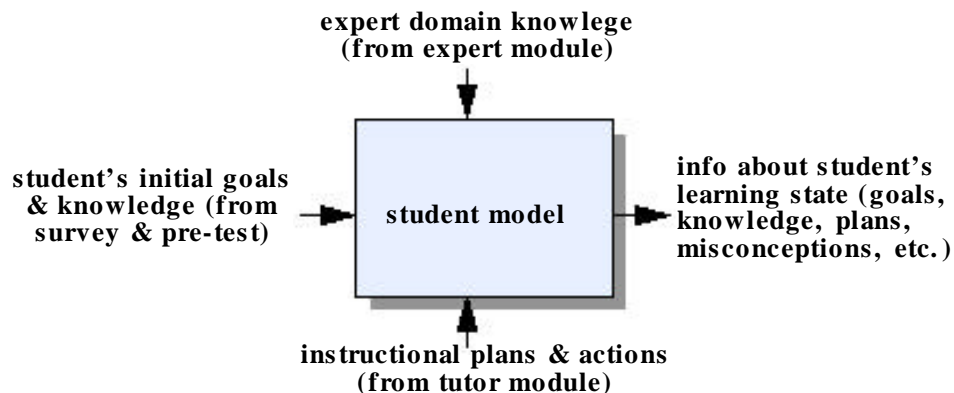 expert domain knowlege
(from expert module)
student's initial goals
& knowledge (from
survey & pre-test)
student model
info about student's
learning state (goals,
knowledge, plans,
misconceptions, etc.)
instructional plans & actions
(from tutor module)